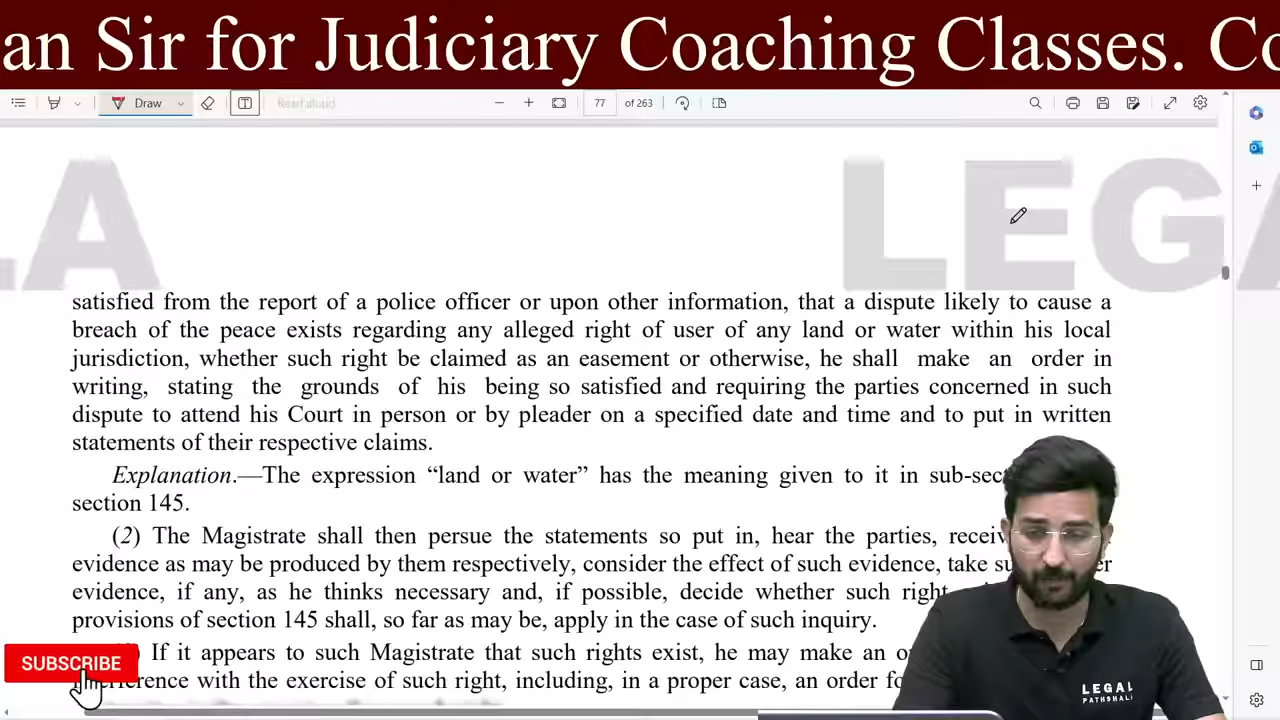 an Sir for Judiciary Coaching Classes. Co
Draw
Read aloud
77
of 263
LA
LEGA
satisfied from the report of a police officer or upon other information, that a dispute likely to cause a
breach of the peace exists regarding any alleged right of user of any land or water within his local
jurisdiction, whether such right be claimed as an easement or otherwise, he shall make an order in
writing, stating the grounds of his being so satisfied and requiring the parties concerned in such
dispute to attend his Court in person or by pleader on a specified date and time and to put in written
statements of their respective claims.
Explanation.—The expression “land or water” has the meaning given to it in sub-sec
section 145.
(2) The Magistrate shall then persue the statements so put in, hear the parties, receiv
evidence as may be produced by them respectively, consider the effect of such evidence, take su er
evidence, if any, as he thinks necessary and, if possible, decide whether such right
provisions of section 145 shall, so far as may be, apply in the case of such inquiry.
If it appears to such Magistrate that such rights exist, he may make an o
erence with the exercise of such right, including, in a proper case, an order fo
SUBSCRIBE
LEGAL
PATHSHALA